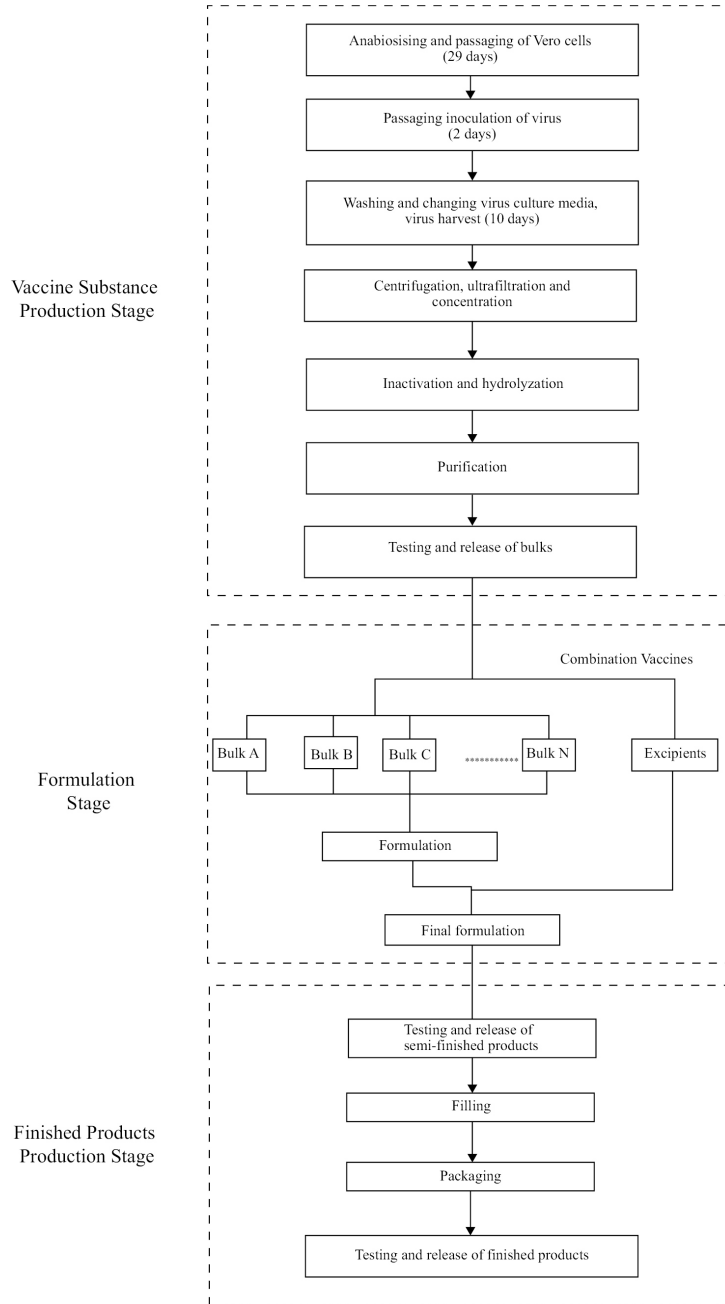 Anabiosising and passaging of Vero cells
(29 days)
Passaging inoculation of virus
(2 days)
Washing and changing virus culture media,
virus harvest (10 days)
Vaccine Substance
Production Stage
Centrifugation, ultrafiltration and
concentration
Inactivation and hydrolyzation
Purification
Testing and release of bulks
Combination Vaccines
Bulk A
Bulk B
Bulk C
***********
Bulk N
Excipients
Formulation
Stage
Formulation
Final formulation
Testing and release of
semi-finished products
Filling
Finished Products
Production Stage
Packaging
Testing and release of finished products